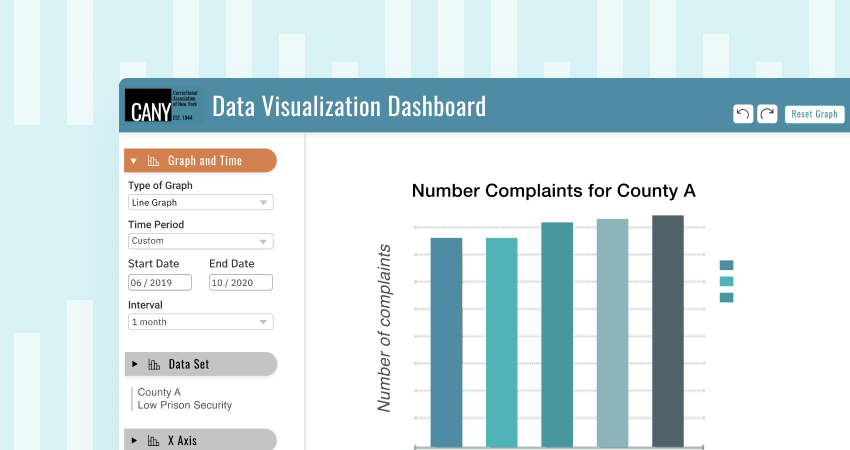 CANY
Correctional
Association
of New York
EST. 1844
Data Visualization Dashboard
Reset Graph
Graph and Time
Type of Graph
Line Graph
Time Period
Custom
Start Date End Date
06 / 2019 10 / 2020
Interval
1 month
Data Set
County A
Low Prison Security
X Axis
Number Complaints for County A
Number of complaints